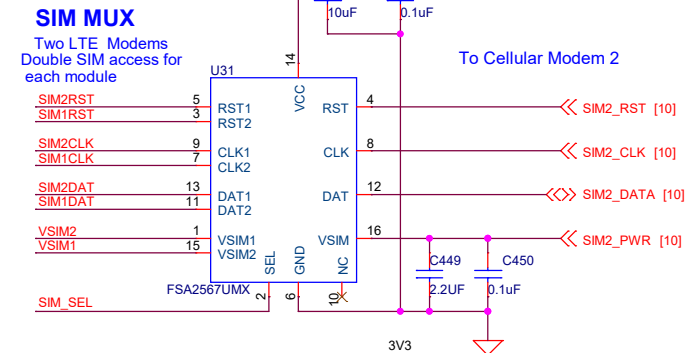 10uF
0.1uF
SIM MUX
Two LTE Modems
Double SIM access for
each module
To Cellular Modem 2
U31
14
VCC
SIM2RST 5 RST1 RST 4 SIM2_RST [10]
SIM1RST 3 RST2
SIM2CLK 9 CLK1 CLK 8 SIM2_CLK [10]
SIM1CLK 7 CLK2
SIM2DAT 13 DAT1 DAT 12 SIM2_DATA [10]
SIM1DAT 11 DAT2
VSIM2 1 VSIM1 VSIM 16 SIM2_PWR [10]
VSIM1 15 VSIM2
SEL GND NC
C449 C450
2.2UF 0.1uF
FSA2567UMX
2 6 10
SIM_SEL
3V3